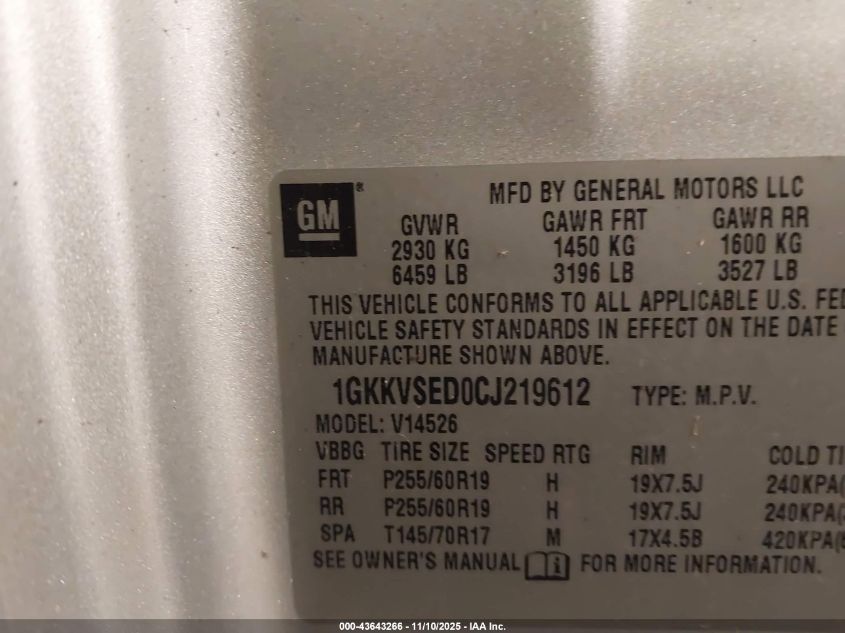 GM ®
MFD BY GENERAL MOTORS LLC
GVWR GAWR FRT GAWR RR
2930 KG 1450 KG 1600 KG
6459 LB 3196 LB 3527 LB
THIS VEHICLE CONFORMS TO ALL APPLICABLE U.S. FED
VEHICLE SAFETY STANDARDS IN EFFECT ON THE DATE
MANUFACTURE SHOWN ABOVE.
1GKKVSED0CJ219612 TYPE: M.P.V.
MODEL: V14526
VBBG TIRE SIZE SPEED RTG RIM COLD TI
FRT P255/60R19 H 19X7.5J 240KPA(
RR P255/60R19 H 19X7.5J 240KPA(
SPA T145/70R17 M 17X4.5B 420KPA(
SEE OWNER'S MANUAL FOR MORE INFORMATION.
000-43643266 - 11/10/2025 - IAA Inc.